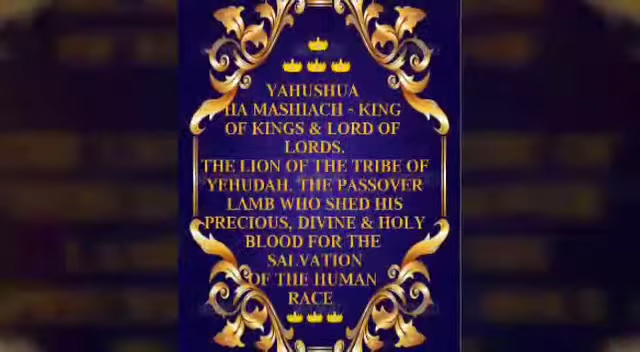 YAHUSHUA
HA MASHIACH - KING
OF KINGS & LORD OF
LORDS.
THE LION OF THE TRIBE OF
YEHUDAH. THE PASSOVER
LAMB WHO SHED HIS
PRECIOUS, DIVINE & HOLY
BLOOD FOR THE
SALVATION
OF THE HUMAN
RACE